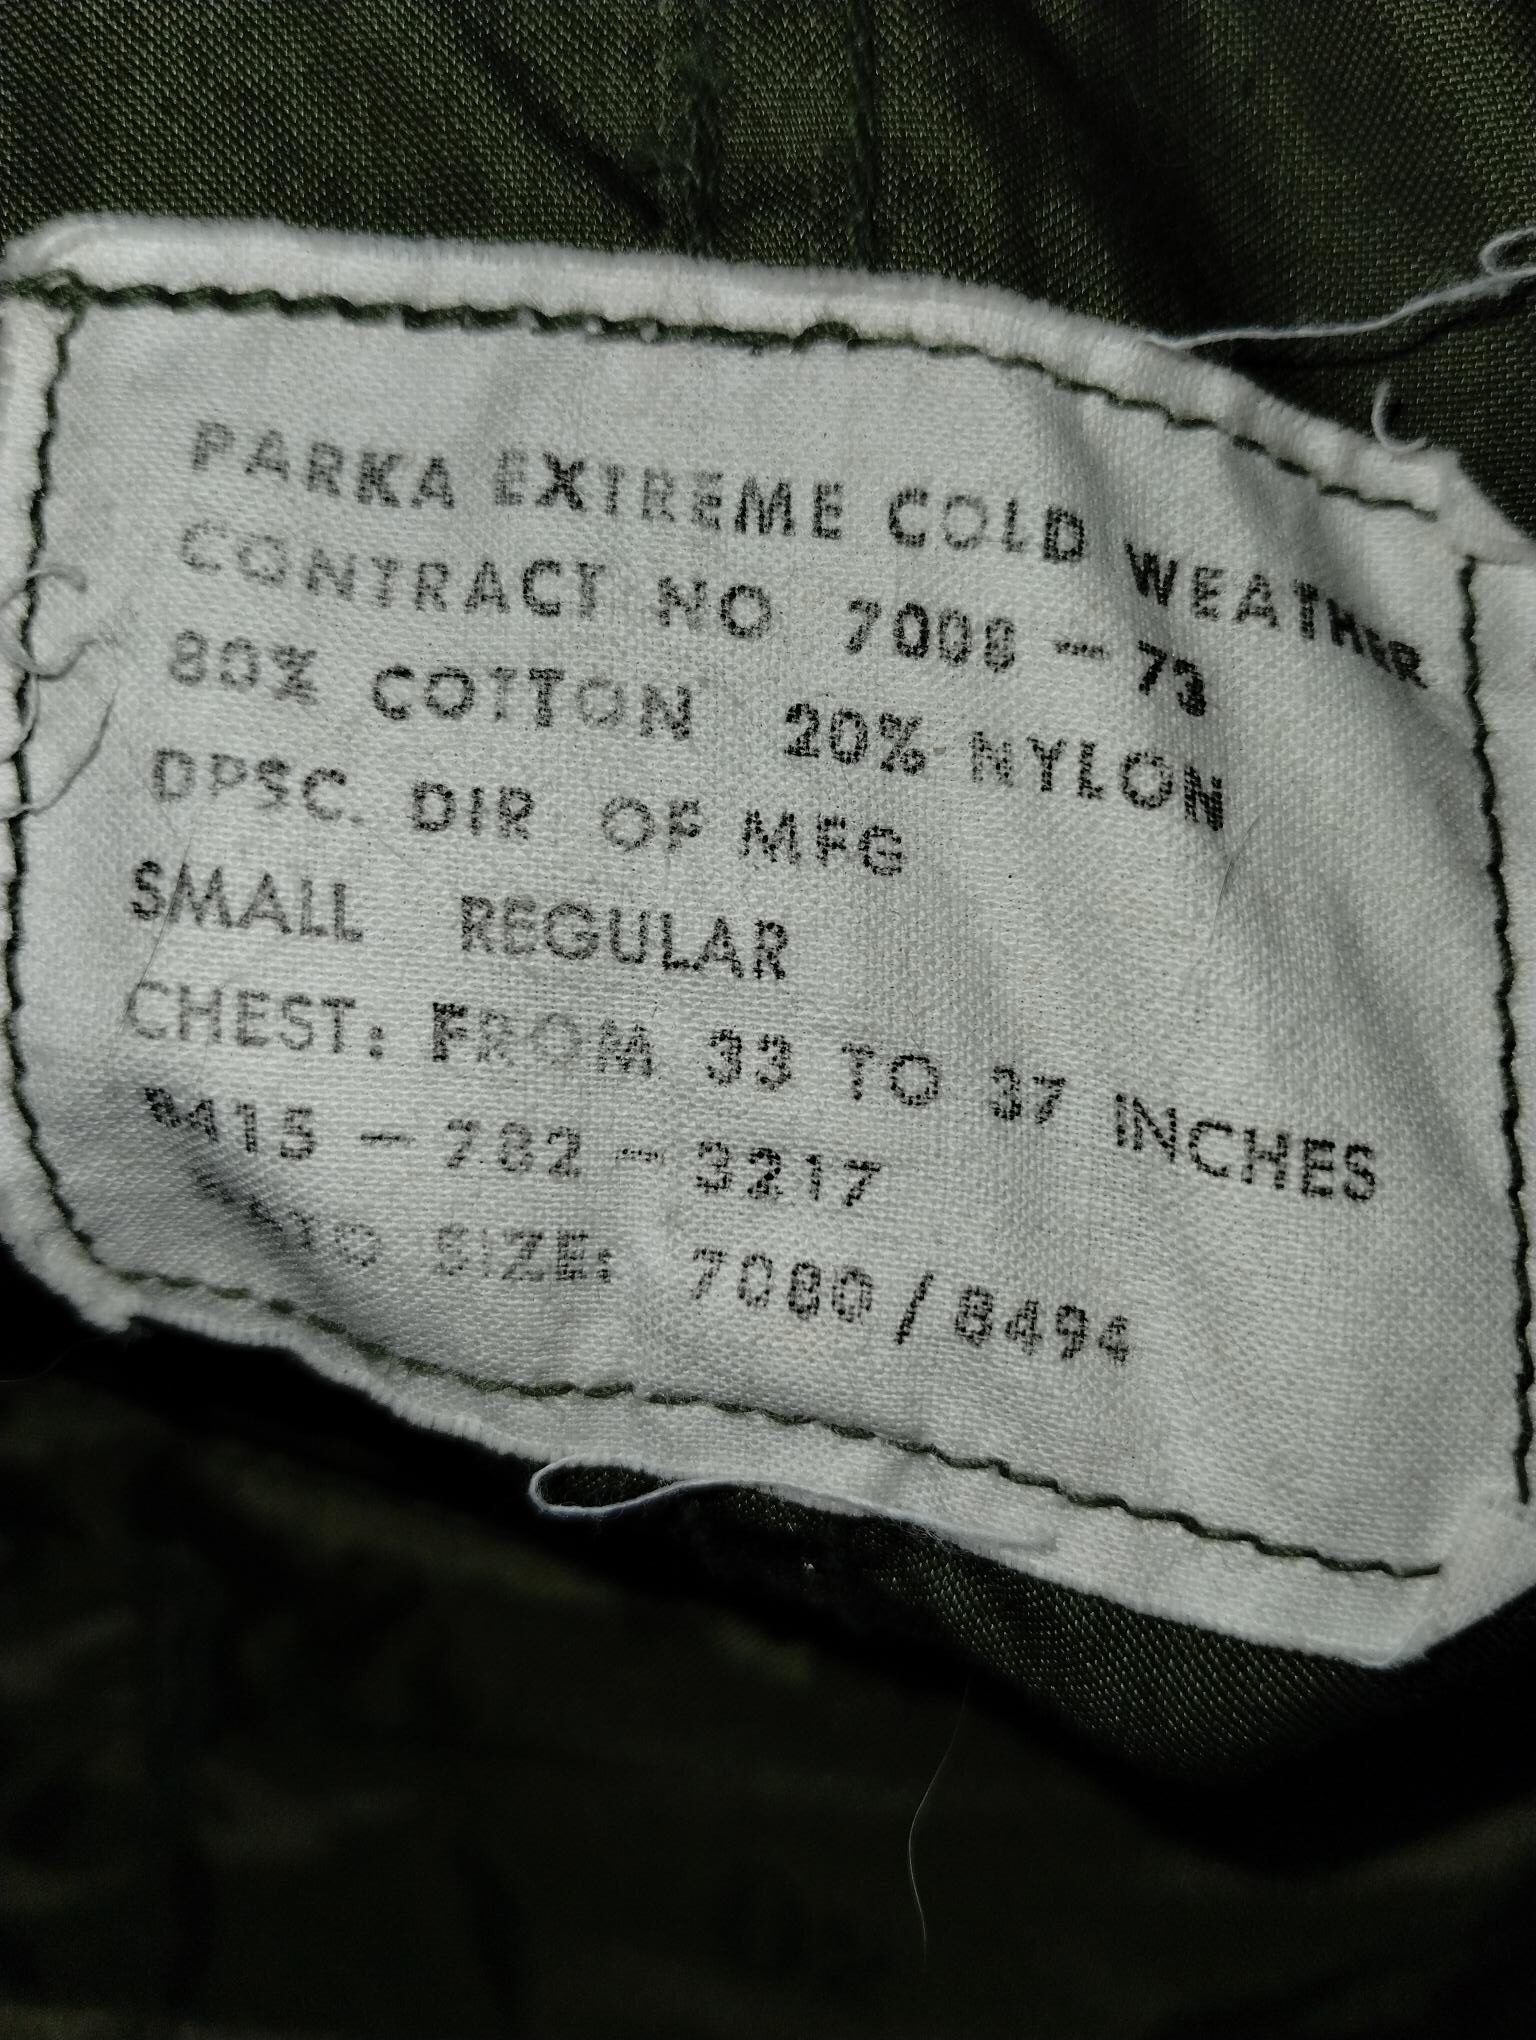 PARKA EXTREME COLD WEATHER
CONTRACT NO 7008 - 73
80% COTTON 20% NYLON
DPSC. DIR OF MFG
SMALL REGULAR
CHEST: FROM 33 TO 37 INCHES
8415 - 782 - 3217
SIZE: 7080/8494